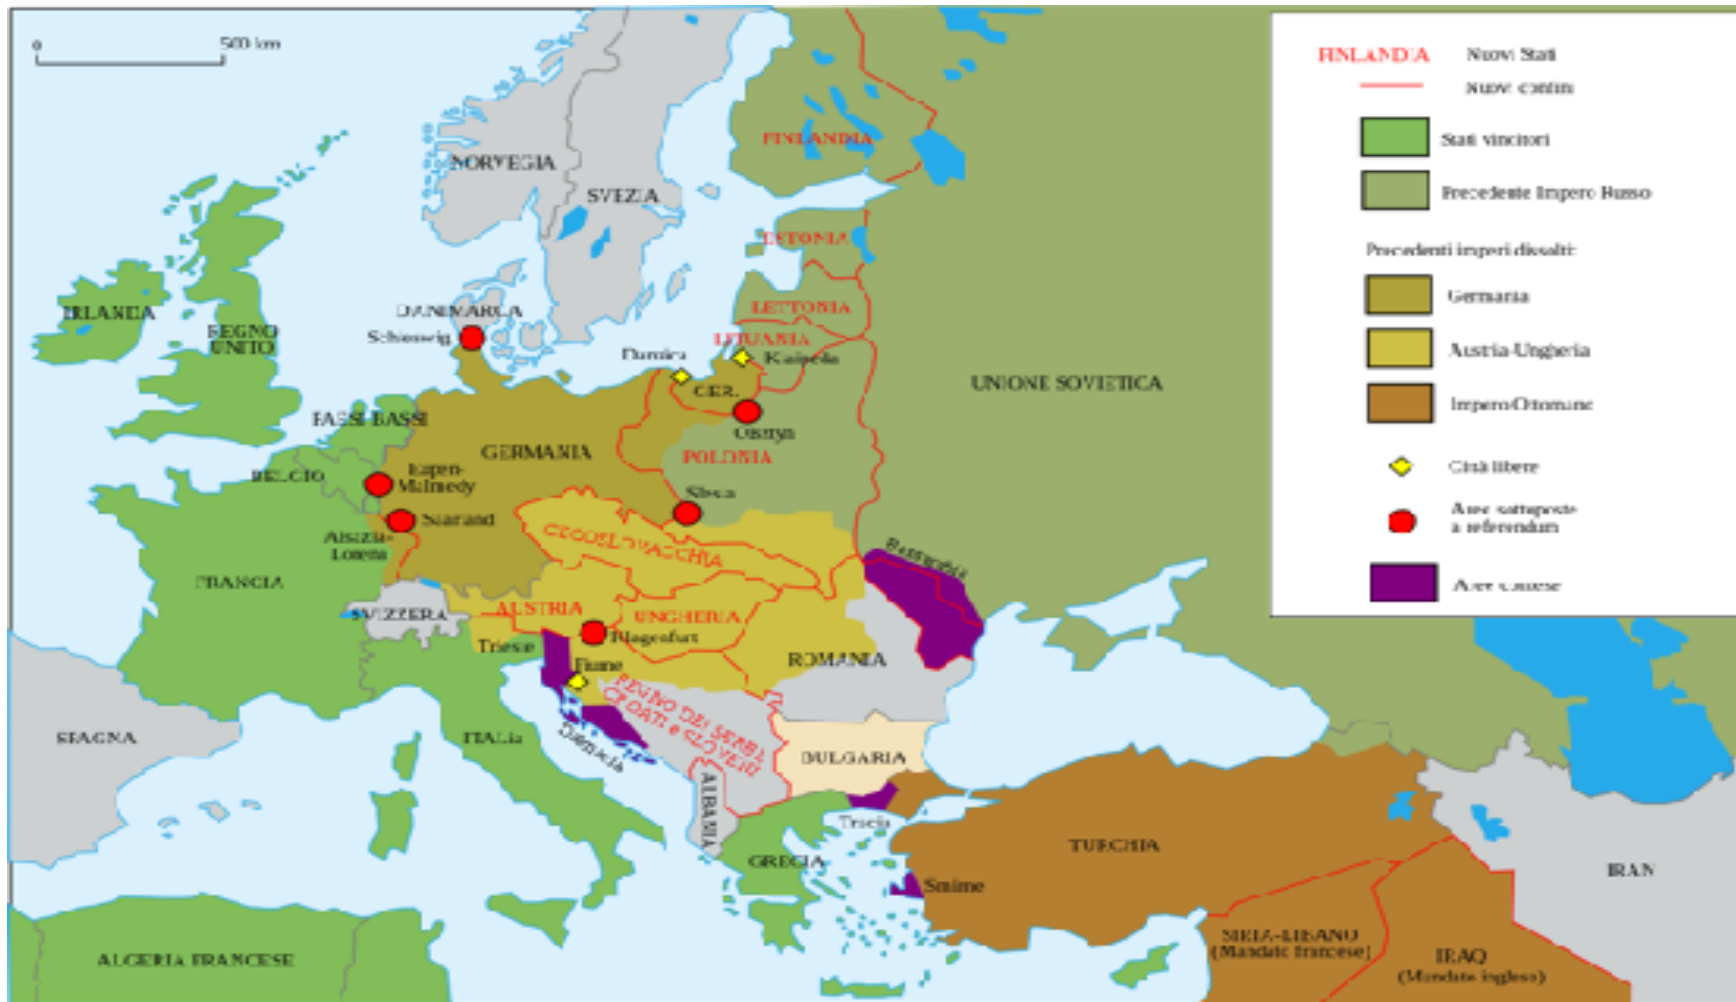 0 500 km
FINLANDIA Nuovi Stati
Nuovi confini
Stati vincitori
Precedente Impero Russo
Precedenti imperi dissolti:
Germania
Austria-Ungheria
Impero Ottomano
Città libere
Aree sottoposte
a referendum
Aree contese
NORVEGIA
SVEZIA
FINLANDIA
ESTONIA
LETTONIA
LITUANIA
IRLANDA
REGNO
UNITO
DANIMARCA
Schleswig
Danzica
Klaipeda
GER.
Olsztyn
UNIONE SOVIETICA
PAESI BASSI
BELGIO
Eupen-
Malmedy
GERMANIA
POLONIA
Slesia
Saarland
Alsazia-
Lorena
CECOSLOVACCHIA
Bessarabia
FRANCIA
SVIZZERA
AUSTRIA
UNGHERIA
Klagenfurt
Trieste
Fiume
ROMANIA
REGNO DEI SERBI,
CROATI e SLOVENI
SPAGNA
ITALIa
Dalmazia
BULGARIA
ALBANIA
Tracia
GRECIA
TURCHIA
Smirne
IRAN
ALGERIA FRANCESE
SIRIA-LIBANO
(Mandato francese)
IRAQ
(Mandato inglese)